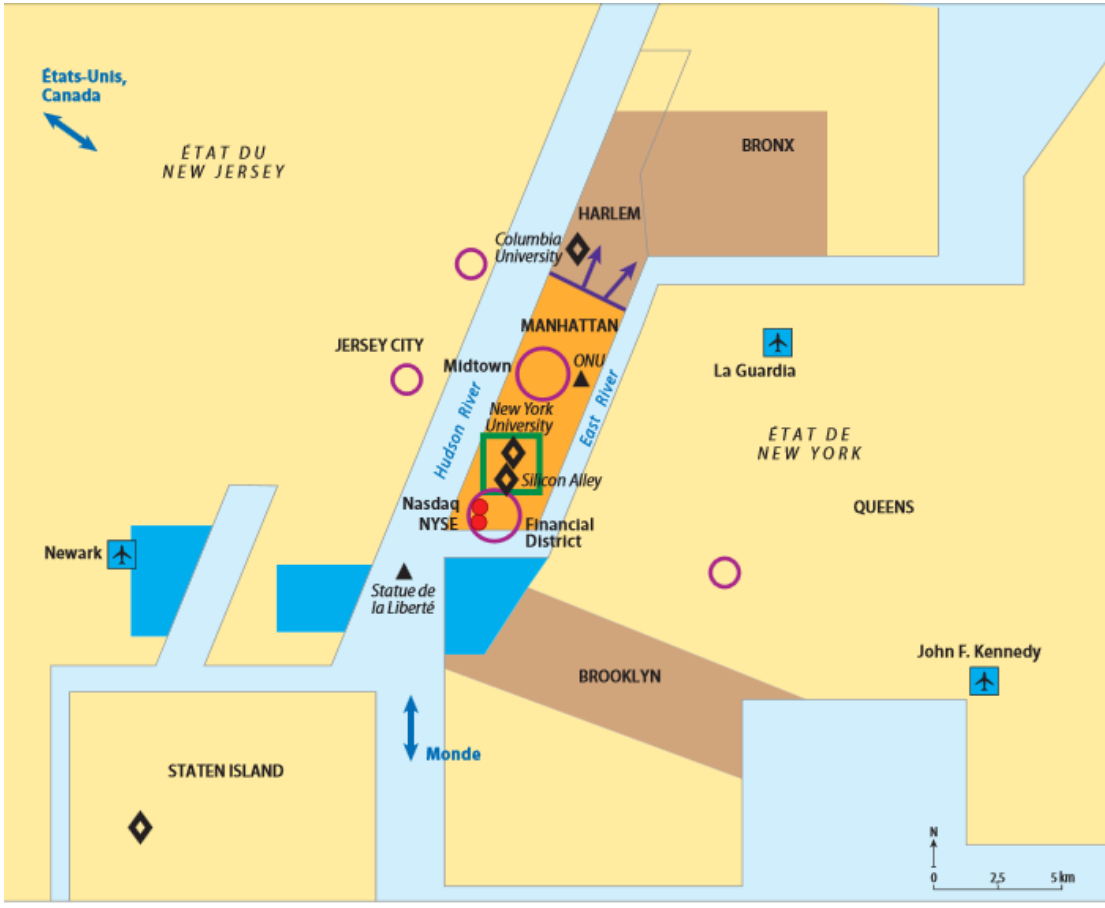 États-Unis,
Canada
ÉTAT DU
NEW JERSEY
BRONX
HARLEM
Columbia
University
MANHATTAN
JERSEY CITY
Midtown
ONU
La Guardia
Hudson River
East River
New York
University
ÉTAT DE
NEW YORK
Silicon Alley
Nasdaq
NYSE
QUEENS
Financial
District
Newark
Statue de
la Liberté
John F. Kennedy
BROOKLYN
Monde
STATEN ISLAND
N
0 2,5 5 km